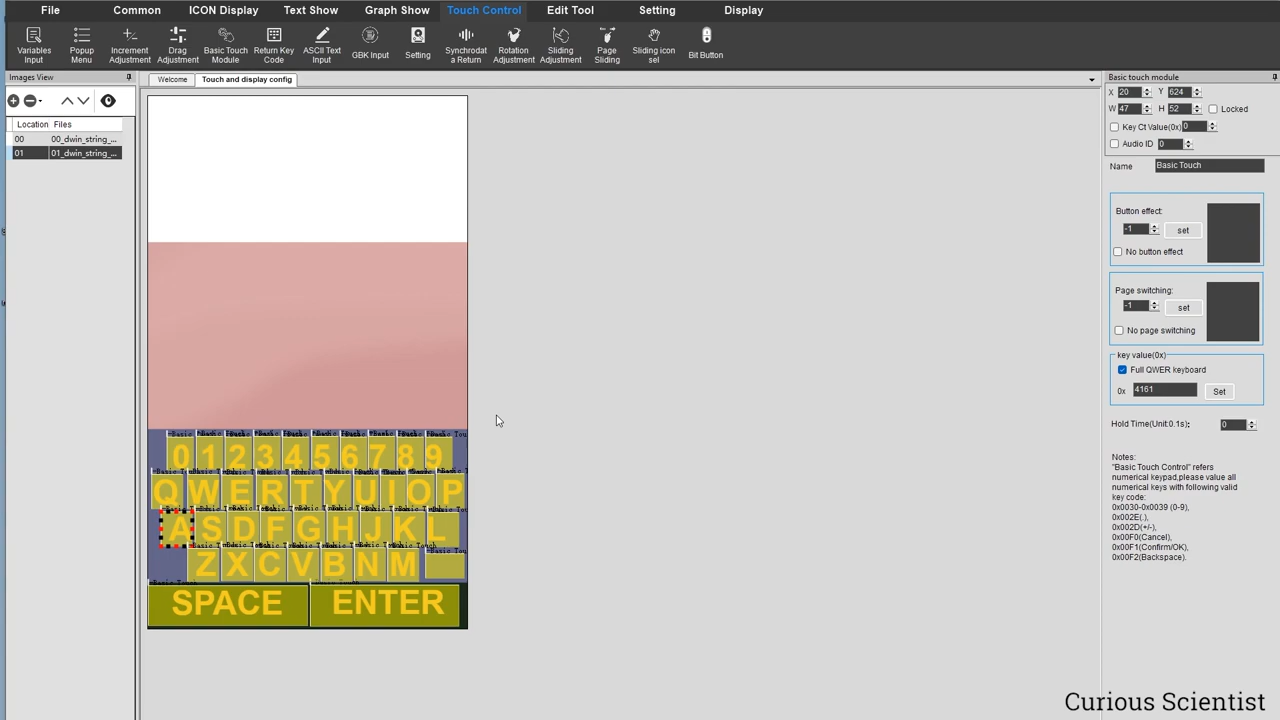 File Common ICON Display Text Show Graph Show Touch Control Edit Tool Setting Display
Variables Input
Popup Menu
Increment Adjustment
Drag Adjustment
Basic Touch Module
Return Key Code
ASCII Text Input
GBK Input
Setting
Synchrodat a Return
Rotation Adjustment
Sliding Adjustment
Page Sliding
Sliding icon sel
Bit Button
Images View
Welcome Touch and display config
Location Files
00 00_dwin_string_...
01 01_dwin_string_...
0 1 2 3 4 5 6 7 8 9
Q W E R T Y U I O P
A S D F G H J K L
Z X C V B N M
SPACE ENTER
Basic touch module
X 20 Y 624
W 47 H 52 Locked
Key Ct Value(0x) 0
Audio ID 0
Name Basic Touch
Button effect:
-1 set
No button effect
Page switching:
-1 set
No page switching
key value(0x)
Full QWER keyboard
0x 4161 Set
Hold Time(Unit:0.1s); 0
Notes:
"Basic Touch Control" refers
numerical keypad,please value all
numerical keys with following valid
key code:
0x0030-0x0039 (0-9),
0x002E(.),
0x002D(+/-),
0x00F0(Cancel),
0x00F1(Confirm/OK),
0x00F2(Backspace).
Curious Scientist